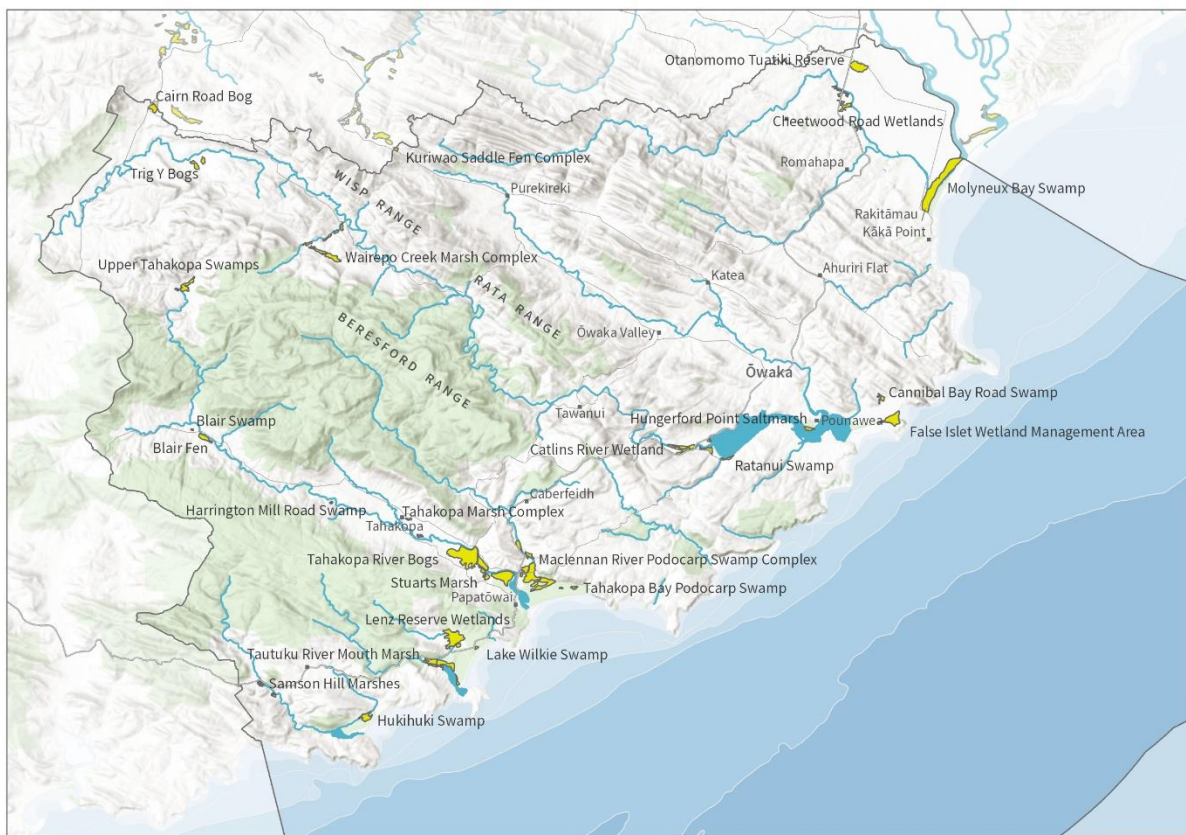 Otanomomo Tuatiki Reserve
Cairn Road Bog
Cheetwood Road Wetlands
Kuriwao Saddle Fen Complex
Romahapa
Trig Y Bogs
WISP RANGE
Purekireki
Molyneux Bay Swamp
Rakitāmau
Kākā Point
Wairepo Creek Marsh Complex
Upper Tahakopa Swamps
Katea
Ahuriri Flat
RATA RANGE
BERESFORD RANGE
Ōwaka Valley
Ōwaka
Cannibal Bay Road Swamp
Tawanui
Hungerford Point Saltmarsh
Pounawea
Blair Swamp
False Islet Wetland Management Area
Blair Fen
Catlins River Wetland
Ratanui Swamp
Caberfeidh
Harrington Mill Road Swamp
Tahakopa Marsh Complex
Tahakopa
Tahakopa River Bogs
Maclennan River Podocarp Swamp Complex
Stuarts Marsh
Tahakopa Bay Podocarp Swamp
Papatōwai
Lenz Reserve Wetlands
Tautuku River Mouth Marsh
Lake Wilkie Swamp
Samson Hill Marshes
Hukihuki Swamp